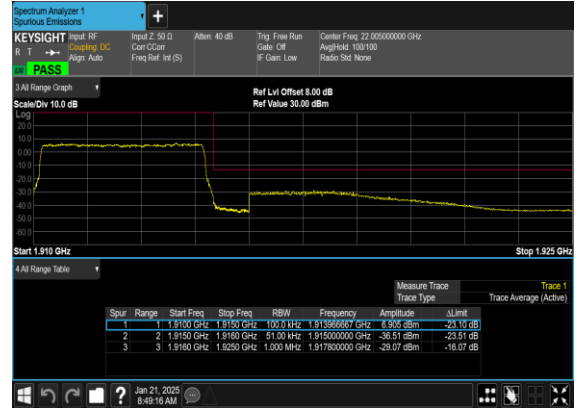 Spectrum Analyzer 1
Spurious Emissions
KEYSIGHT Input: RF Input Z: 50 Ω Atten: 40 dB Trig: Free Run Center Freq: 22.005000000 GHz
R T Coupling: DC Corr CCorr Gate: Off Avg|Hold: 100/100
Align: Auto Freq Ref: Int (S) IF Gain: Low Radio Std: None
PASS
3 All Range Graph
Ref Lvl Offset 8.00 dB
Scale/Div 10.0 dB Ref Value 30.00 dBm
Log
20.0
10.0
0.00
-10.0
-20.0
-30.0
-40.0
-50.0
-60.0
Start 1.910 GHz Stop 1.925 GHz
4 All Range Table
Measure Trace Trace 1
Trace Type Trace Average (Active)
Spur Range Start Freq Stop Freq RBW Frequency Amplitude ΔLimit
1 1 1.9100 GHz 1.9150 GHz 100.0 kHz 1.913966667 GHz 6.905 dBm -23.10 dB
2 2 1.9150 GHz 1.9160 GHz 51.00 kHz 1.915000000 GHz -36.51 dBm -23.51 dB
3 3 1.9160 GHz 1.9250 GHz 1.000 MHz 1.917800000 GHz -29.07 dBm -16.07 dB
? Jan 21, 2025
8:49:16 AM